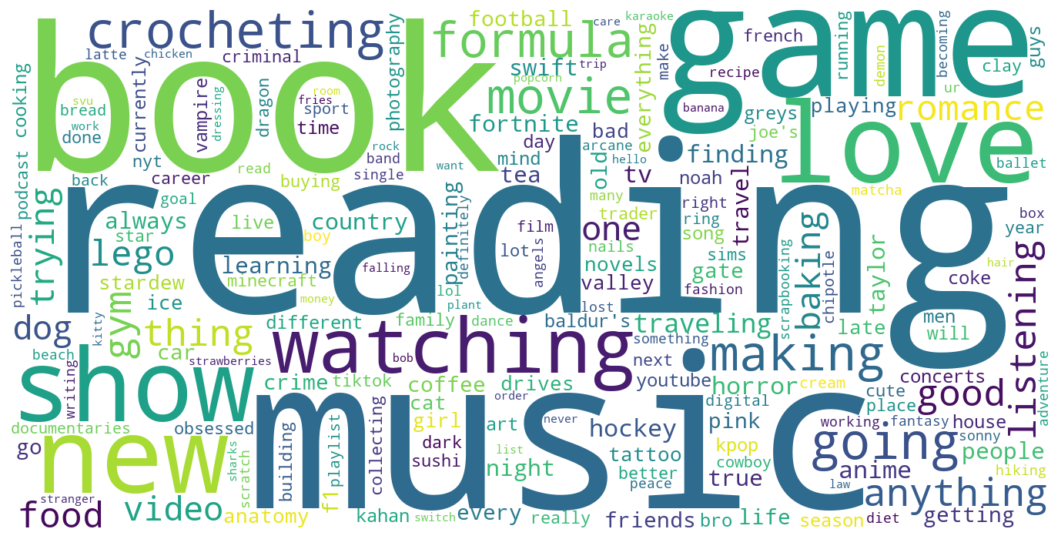 crocheting
book
game
formula
football
movie
swift
fortnite
everything
photography
love
romance
reading
music
watching
show
new
latte
chicken
criminal
svu
bread
work
done
cooking
podcast
currently
vampire
dressing
dragon
room
fries
sport
time
popcorn
care
trip
karaoke
make
french
recipe
banana
running
demon
becoming
guys
ur
clay
greys
playing
joe's
ballet
arcane
bad
hello
day
tea
mind
rock
band
single
read
want
nyt
back
career
buying
goal
trying
pickleball
always
star
live
boy
country
lego
learning
stardew
minecraft
ice
falling
money
lol
plant
painting
definitely
film
lot
angels
old
many
tv
noah
finding
one
trader
nails
novels
valley
lost
right
ring
song
sims
gate
fashion
travel
matcha
scrapbooking
baking
chipotle
taylor
late
box
year
coke
hair
men
will
listening
dog
kitty
gym
thing
car
beach
strawberries
different
family
dance
baldur's
traveling
something
next
youtube
making
horror
cream
cute
place
concerts
good
adventure
writing
crime
tiktok
bob
coffee
drives
order
cat
girl
art
never
hockey
digital
pink
working
fantasy
house
sonny
documentaries
obsessed
go
sharks
scratch
building
playlist
f1
collecting
dark
sushi
list
night
tattoo
better
peace
kpop
cowboy
true
going
anime
people
hiking
law
anything
food
stranger
video
anatomy
kahan
switch
every
really
friends
bro
life
season
diet
getting